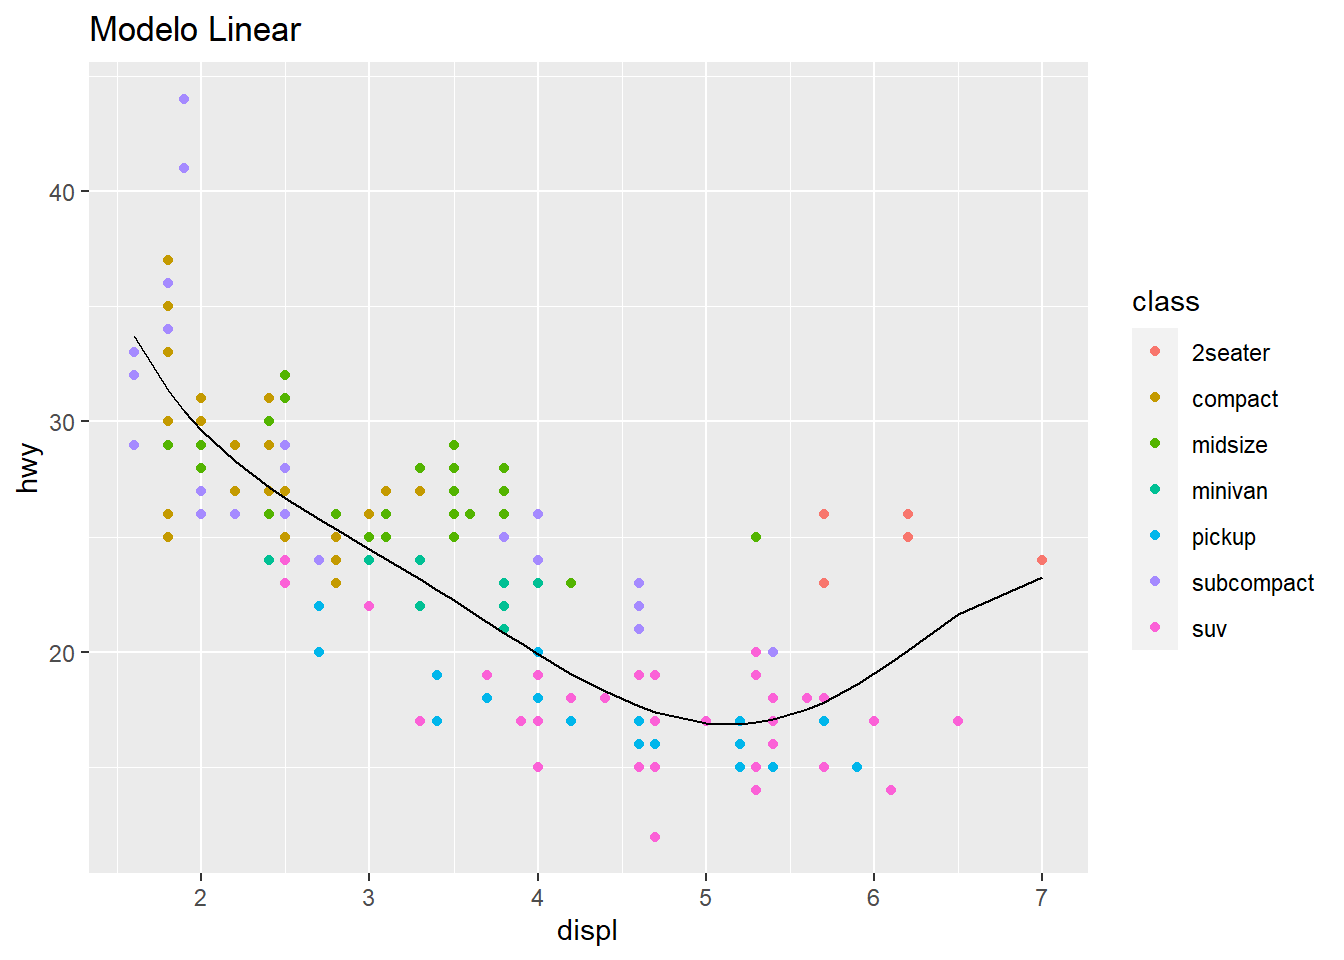 Modelo Linear
hwy
40
30
20
2 3 4 5 6 7
displ
class
2seater
compact
midsize
minivan
pickup
subcompact
suv